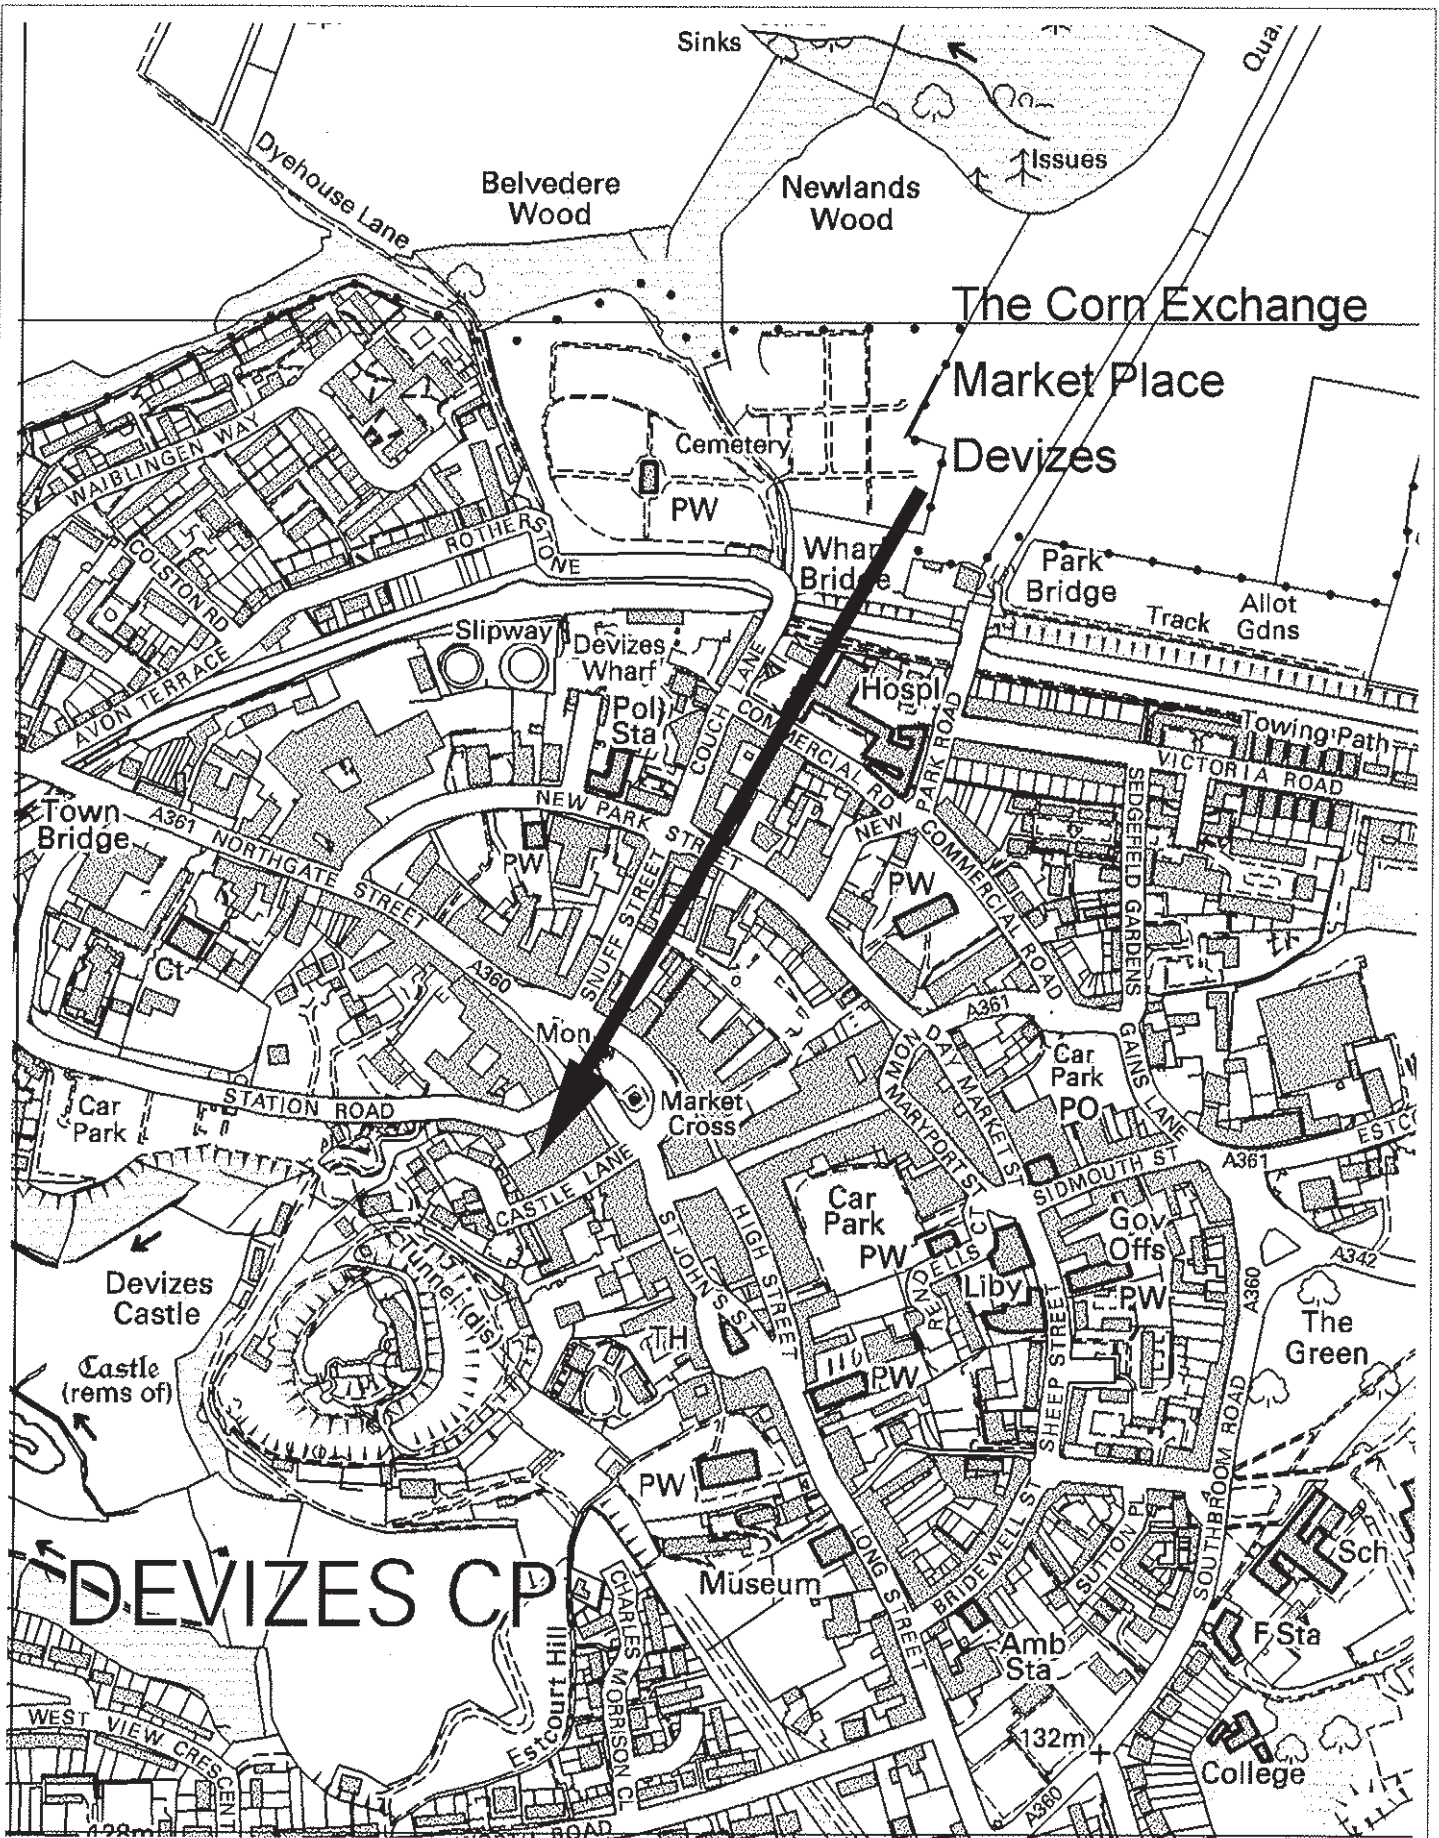 Sinks
Dyehouse Lane
Belvedere
Wood
Newlands
Wood
Issues
The Corn Exchange
Market Place
Devizes
WAIBLINGEN WAY
Cemetery
PW
COLSTON RD
ROTHERSTONE
Wharf
Bridge
Park
Bridge
Track
Allot
Gdns
AVON TERRACE
Slipway
Devizes
Wharf
Pol
Sta
COUCH LANE
COMMERCIAL RD
Hospl
NEW PARK ROAD
Towing Path
VICTORIA ROAD
SEDGEFIELD GARDENS
Town
Bridge
A361 NORTHGATE STREET
NEW PARK STREET
PW
SNUFF STREET
PW
COMMERCIAL ROAD
Ct
A360
Mon
A361
MONDAY MARKET ST
MARYPORT ST
GAINS LANE
Car
Park
PO
STATION ROAD
Car
Park
Market
Cross
CASTLE LANE
SIDMOUTH ST
A361
ESTC
Car
Park
PW
Gov
Offs
RENDELLS CT
Liby
PW
A342
A360
Devizes
Castle
Tunnel (dis)
ST JOHN'S ST
HIGH STREET
TH
SHEEP STREET
The
Green
Castle
(rems of)
PW
PW
SOUTHBROOM ROAD
Sch
DEVIZES CP
Museum
LONG STREET
BRIDEWELL ST
SUTTON PL
CHARLES MORRISON CL
Estcourt Hill
Amb
Sta
F Sta
WEST VIEW CRESCENT
132m
College
A360
128m
ROAD